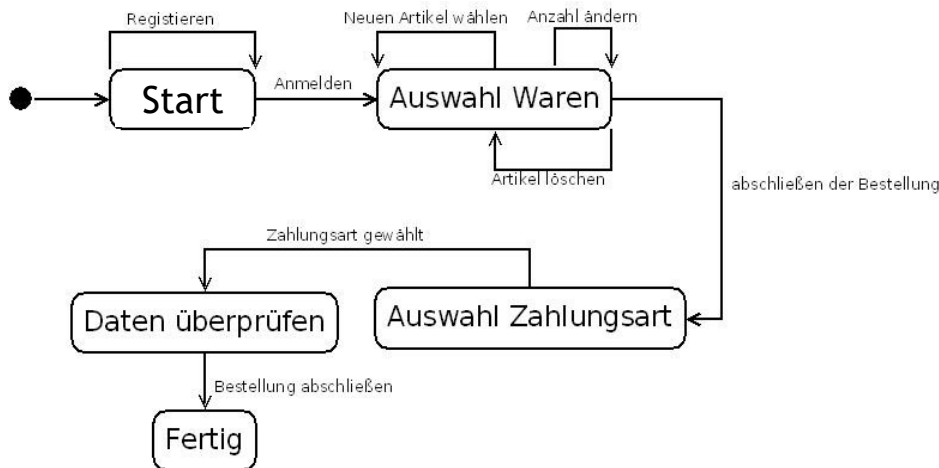 Registieren
Neuen Artikel wählen
Anzahl ändern
Start
Anmelden
Auswahl Waren
Artikel löschen
abschließen der Bestellung
Zahlungsart gewählt
Daten überprüfen
Auswahl Zahlungsart
Bestellung abschließen
Fertig